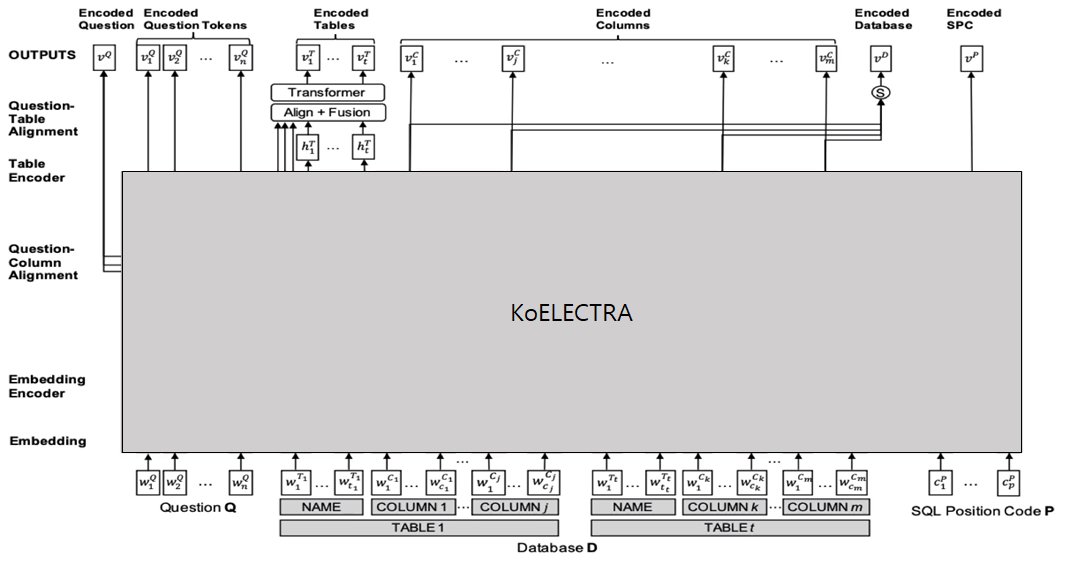 Encoded Question
Encoded Question Tokens
Encoded Tables
Encoded Columns
Encoded Database
Encoded SPC
OUTPUTS
v^Q v_1^Q v_2^Q … v_n^Q v_1^T … v_t^T v_1^C … v_j^C … v_k^C … v_m^C v^D v^P
Transformer
S
Question-Table Alignment
Align + Fusion
h_1^T … h_t^T
Table Encoder
Question-Column Alignment
KoELECTRA
Embedding Encoder
Embedding
… …
w_1^Q w_2^Q … w_n^Q w_1^{T_1} … w_{t_1}^{T_1} w_1^{C_1} w_{c_1}^{C_1} w_1^{C_j} … w_{c_j}^{C_j} w_1^{T_t} … w_{t_t}^{T_t} w_1^{C_k} … w_{c_k}^{C_k} w_1^{C_m} … w_{c_m}^{C_m} c_1^P … c_p^P
Question Q
NAME COLUMN 1 … COLUMN j NAME COLUMN k … COLUMN m
SQL Position Code P
TABLE 1 TABLE t
Database D